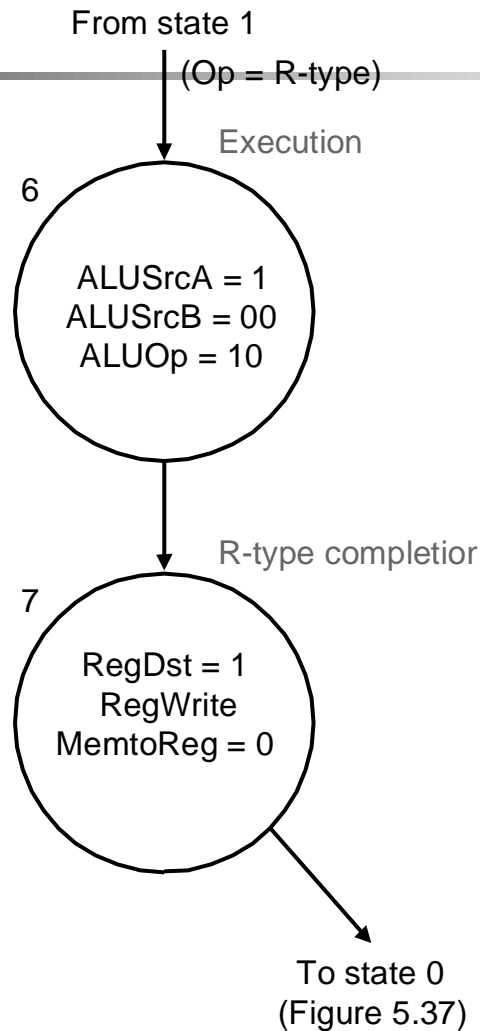 From state 1
(Op = R-type)
Execution
6
ALUSrcA = 1
ALUSrcB = 00
ALUOp = 10
R-type completior
7
RegDst = 1
RegWrite
MemtoReg = 0
To state 0
(Figure 5.37)